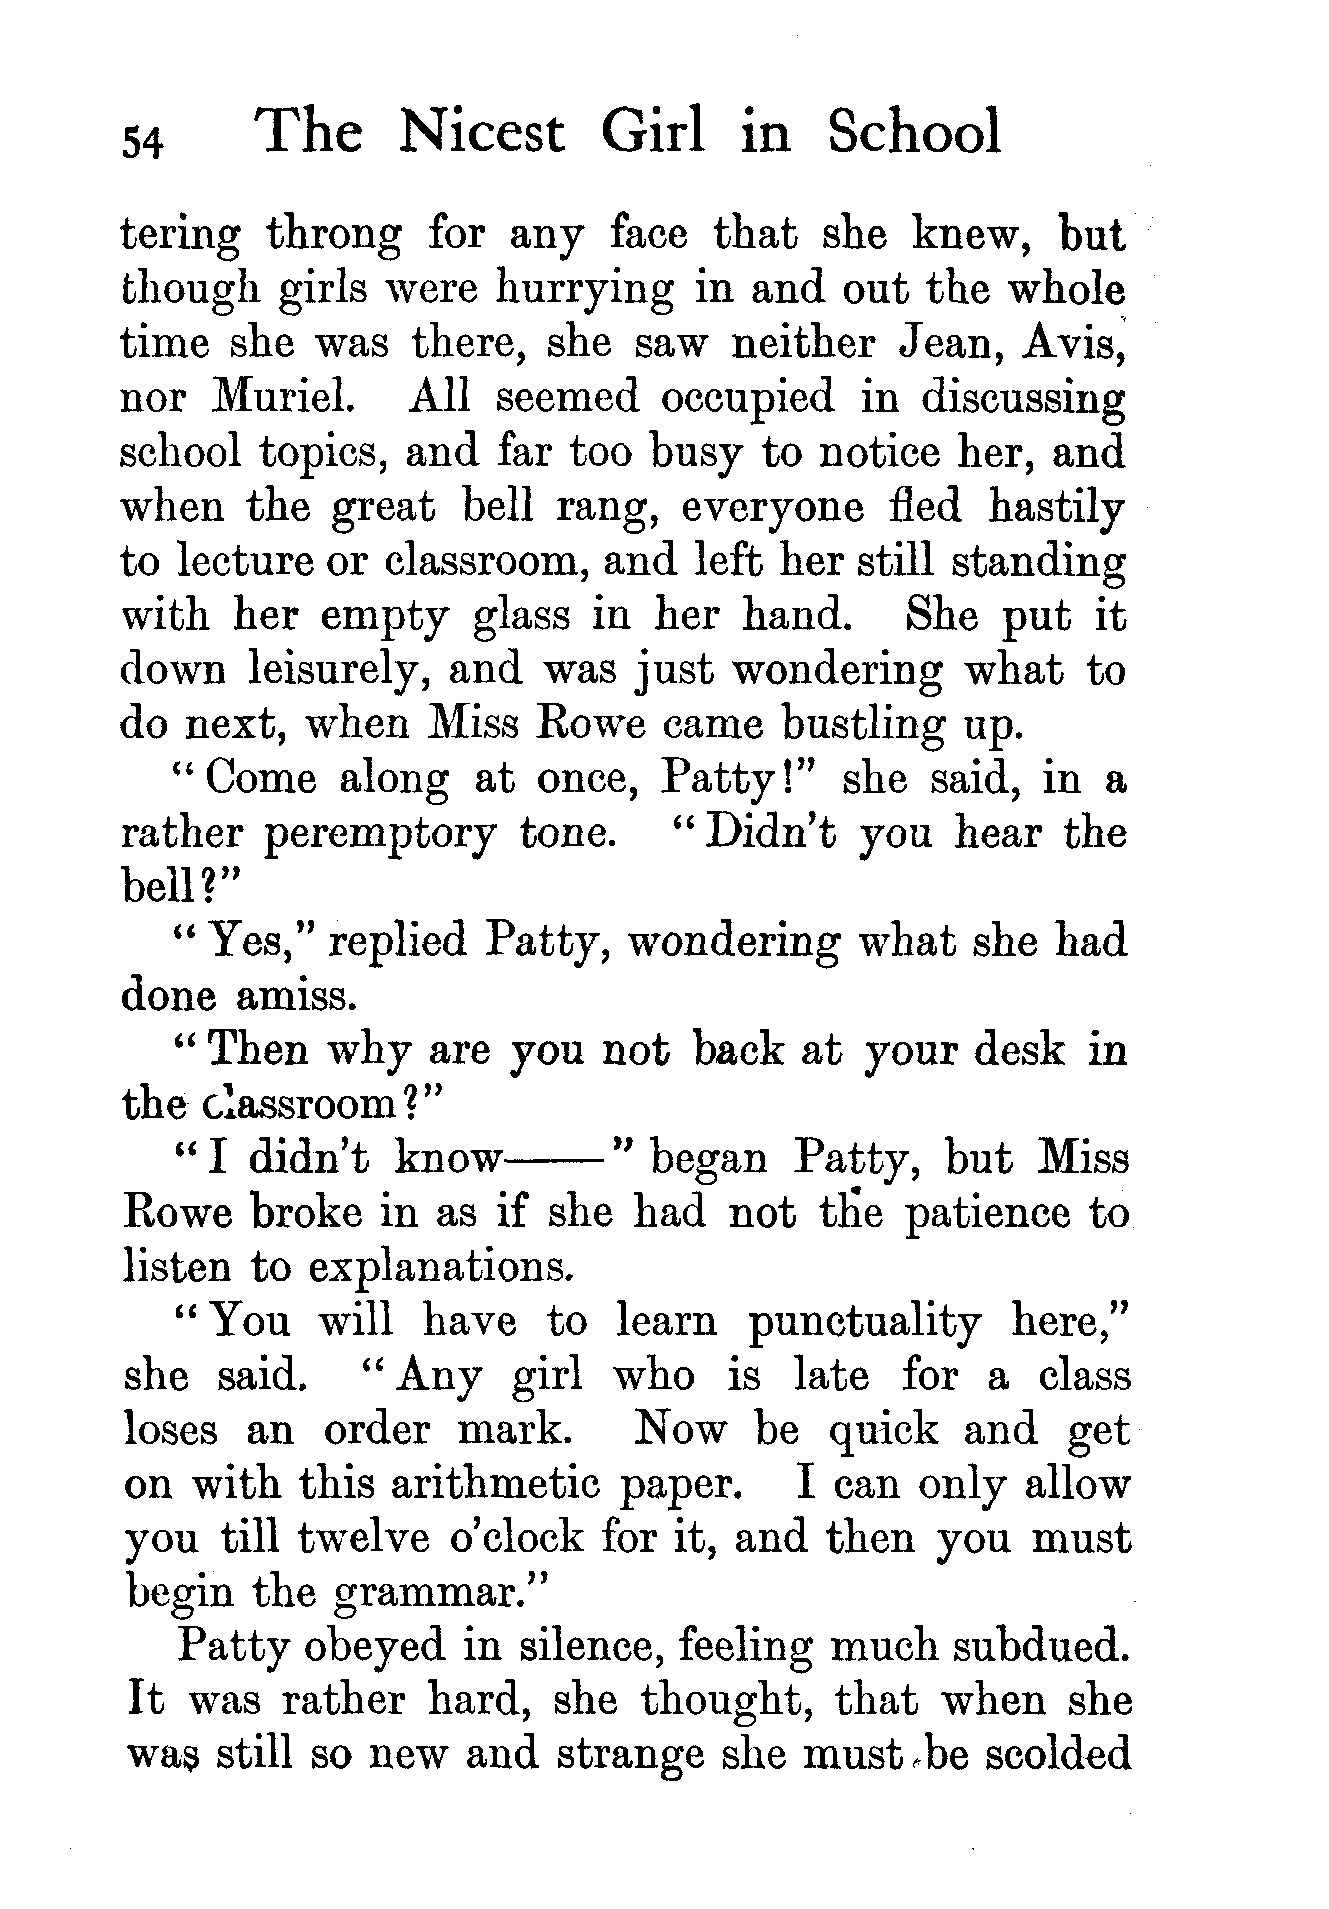 54 The Nicest Girl in School
tering throng for any face that she knew, but
though girls were hurrying in and out the whole
time she was there, she saw neither Jean, Avis,
nor Muriel. All seemed occupied in discussing
school topics, and far too busy to notice her, and
when the great bell rang, everyone fled hastily
to lecture or classroom, and left her still standing
with her empty glass in her hand. She put it
down leisurely, and was just wondering what to
do next, when Miss Rowe came bustling up.
"Come along at once, Patty!" she said, in a
rather peremptory tone. "Didn't you hear the
bell?"
"Yes," replied Patty, wondering what she had
done amiss.
"Then why are you not back at your desk in
the classroom?"
"I didn't know——" began Patty, but Miss
Rowe broke in as if she had not the patience to
listen to explanations.
"You will have to learn punctuality here,"
she said. "Any girl who is late for a class
loses an order mark. Now be quick and get
on with this arithmetic paper. I can only allow
you till twelve o'clock for it, and then you must
begin the grammar."
Patty obeyed in silence, feeling much subdued.
It was rather hard, she thought, that when she
was still so new and strange she must be scolded